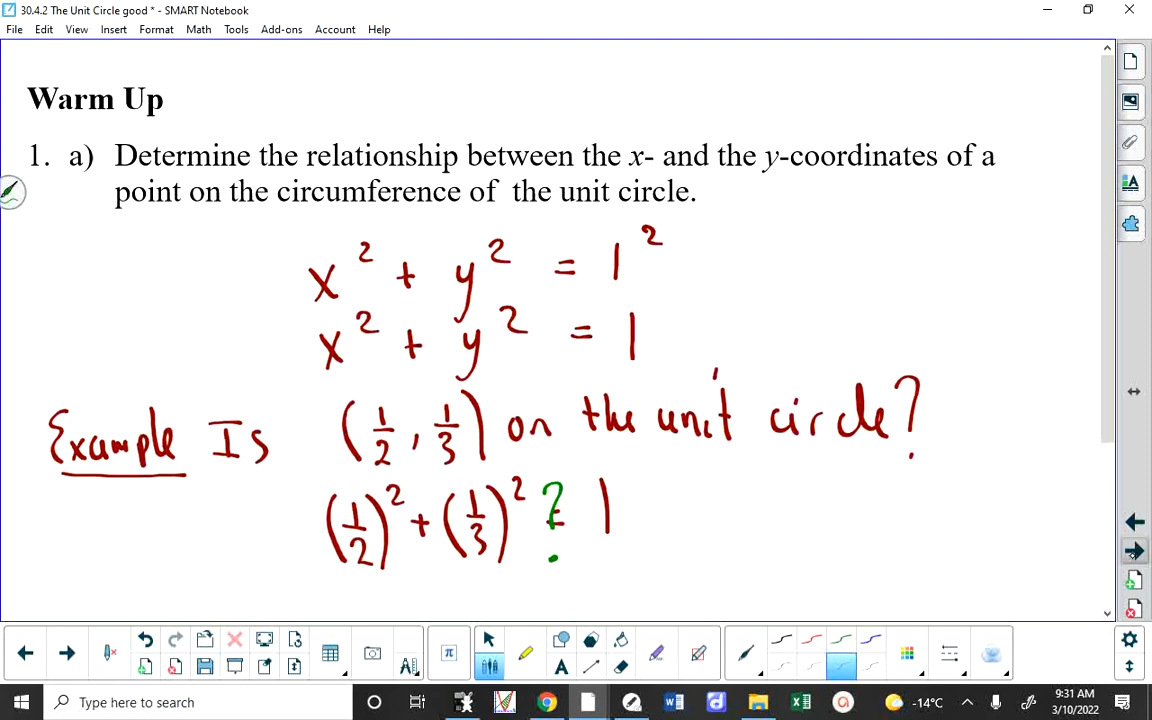 30.4.2 The Unit Circle good * - SMART Notebook
File Edit View Insert Format Math Tools Add-ons Account Help
Warm Up
1. a) Determine the relationship between the x- and the y-coordinates of a
point on the circumference of the unit circle.
x² + y² = 1²
x² + y² = 1
Example Is (1/2, 1/3) on the unit circle?
(1/2)² + (1/3)² =? 1
Type here to search
-14°C
9:31 AM
3/10/2022